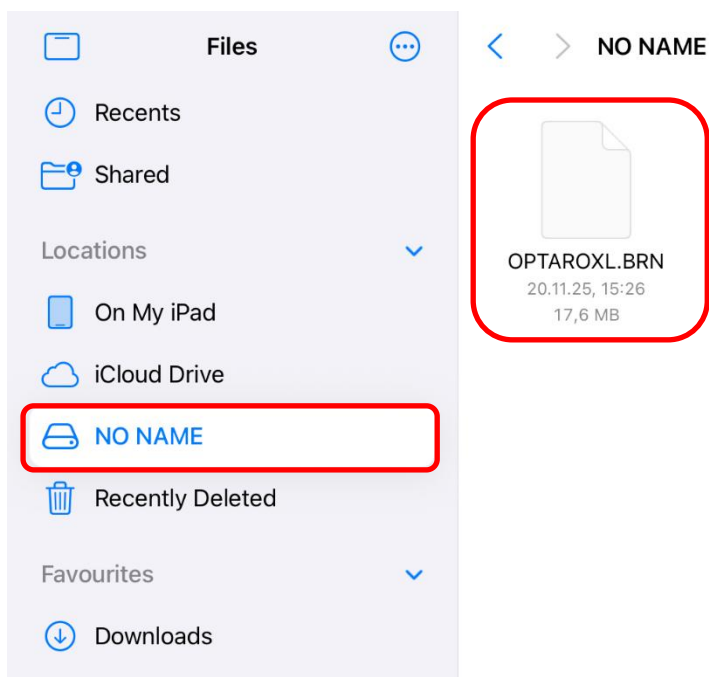 Files
Recents
Shared
Locations
On My iPad
iCloud Drive
NO NAME
Recently Deleted
Favourites
Downloads
NO NAME
OPTAROXL.BRN
20.11.25, 15:26
17,6 MB